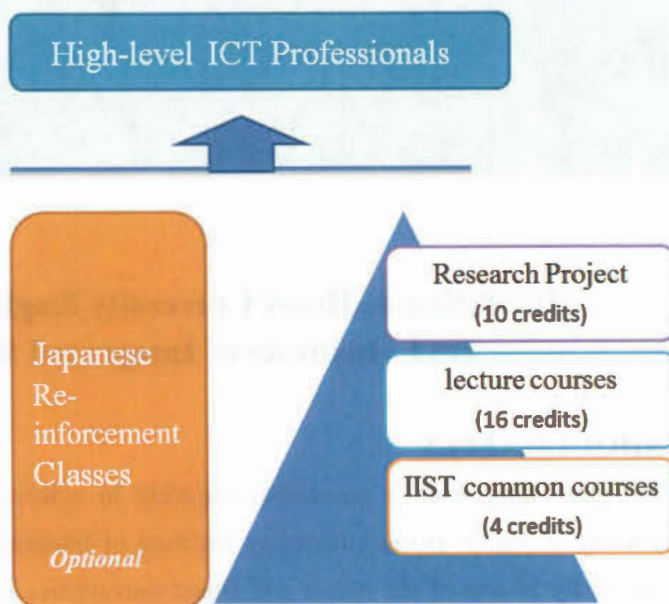 High-level ICT Professionals
Japanese
Re-
inforcement
Classes
Optional
Research Project
(10 credits)
lecture courses
(16 credits)
IIST common courses
(4 credits)